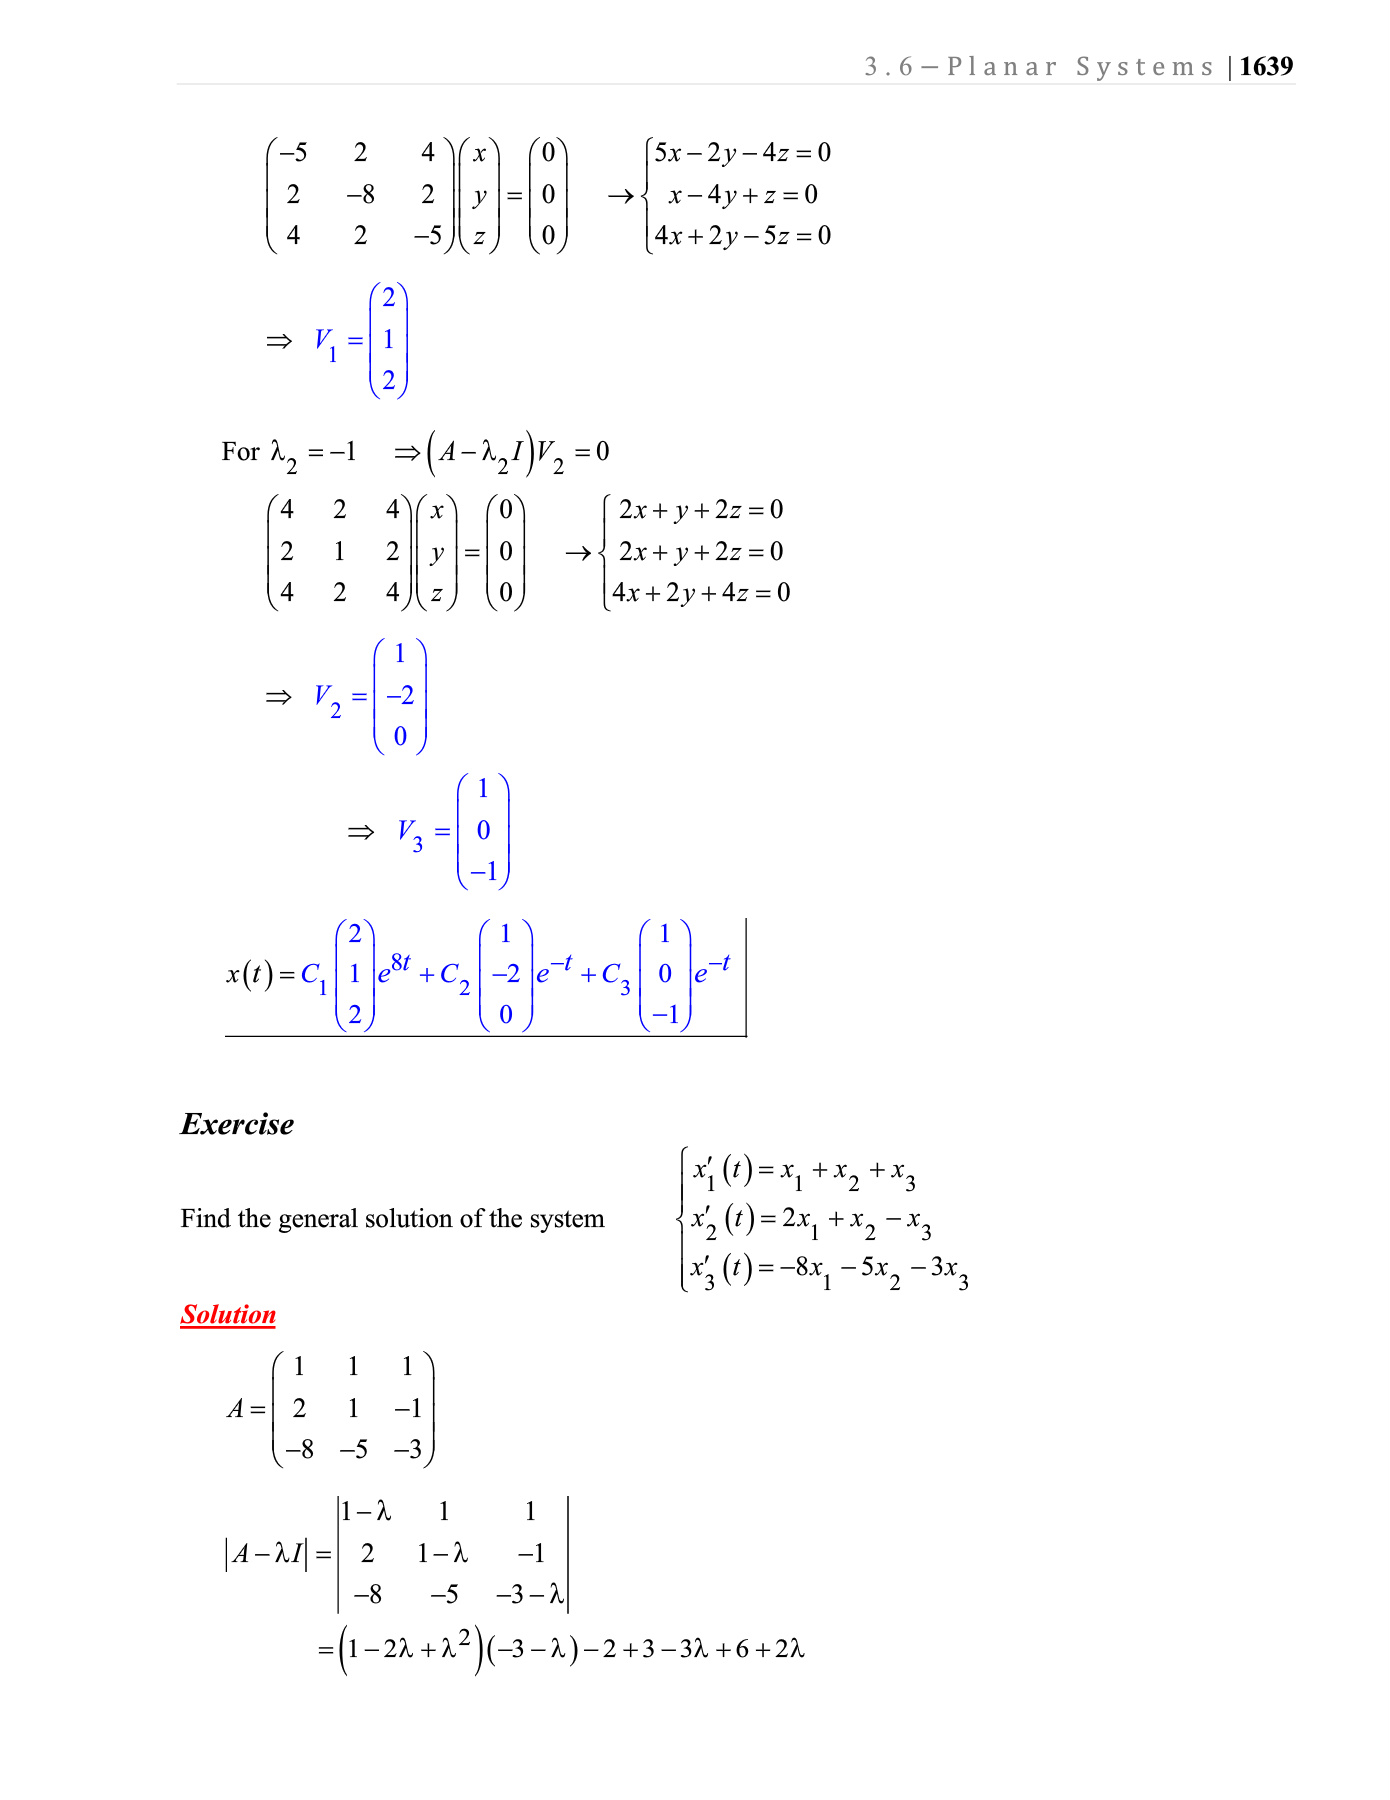 3.6 – Planar Systems | 1639
\begin{pmatrix} -5 & 2 & 4 \\ 2 & -8 & 2 \\ 4 & 2 & -5 \end{pmatrix} \begin{pmatrix} x \\ y \\ z \end{pmatrix} = \begin{pmatrix} 0 \\ 0 \\ 0 \end{pmatrix} \rightarrow \begin{cases} 5x - 2y - 4z = 0 \\ x - 4y + z = 0 \\ 4x + 2y - 5z = 0 \end{cases}
\Rightarrow V_1 = \begin{pmatrix} 2 \\ 1 \\ 2 \end{pmatrix}
For \lambda_2 = -1 \Rightarrow (A - \lambda_2 I) V_2 = 0
\begin{pmatrix} 4 & 2 & 4 \\ 2 & 1 & 2 \\ 4 & 2 & 4 \end{pmatrix} \begin{pmatrix} x \\ y \\ z \end{pmatrix} = \begin{pmatrix} 0 \\ 0 \\ 0 \end{pmatrix} \rightarrow \begin{cases} 2x + y + 2z = 0 \\ 2x + y + 2z = 0 \\ 4x + 2y + 4z = 0 \end{cases}
\Rightarrow V_2 = \begin{pmatrix} 1 \\ -2 \\ 0 \end{pmatrix}
\Rightarrow V_3 = \begin{pmatrix} 1 \\ 0 \\ -1 \end{pmatrix}
x(t) = C_1 \begin{pmatrix} 2 \\ 1 \\ 2 \end{pmatrix} e^{8t} + C_2 \begin{pmatrix} 1 \\ -2 \\ 0 \end{pmatrix} e^{-t} + C_3 \begin{pmatrix} 1 \\ 0 \\ -1 \end{pmatrix} e^{-t}
Exercise
Find the general solution of the system \begin{cases} x_1'(t) = x_1 + x_2 + x_3 \\ x_2'(t) = 2x_1 + x_2 - x_3 \\ x_3'(t) = -8x_1 - 5x_2 - 3x_3 \end{cases}
Solution
A = \begin{pmatrix} 1 & 1 & 1 \\ 2 & 1 & -1 \\ -8 & -5 & -3 \end{pmatrix}
|A - \lambda I| = \begin{vmatrix} 1 - \lambda & 1 & 1 \\ 2 & 1 - \lambda & -1 \\ -8 & -5 & -3 - \lambda \end{vmatrix}
= (1 - 2\lambda + \lambda^2)(-3 - \lambda) - 2 + 3 - 3\lambda + 6 + 2\lambda